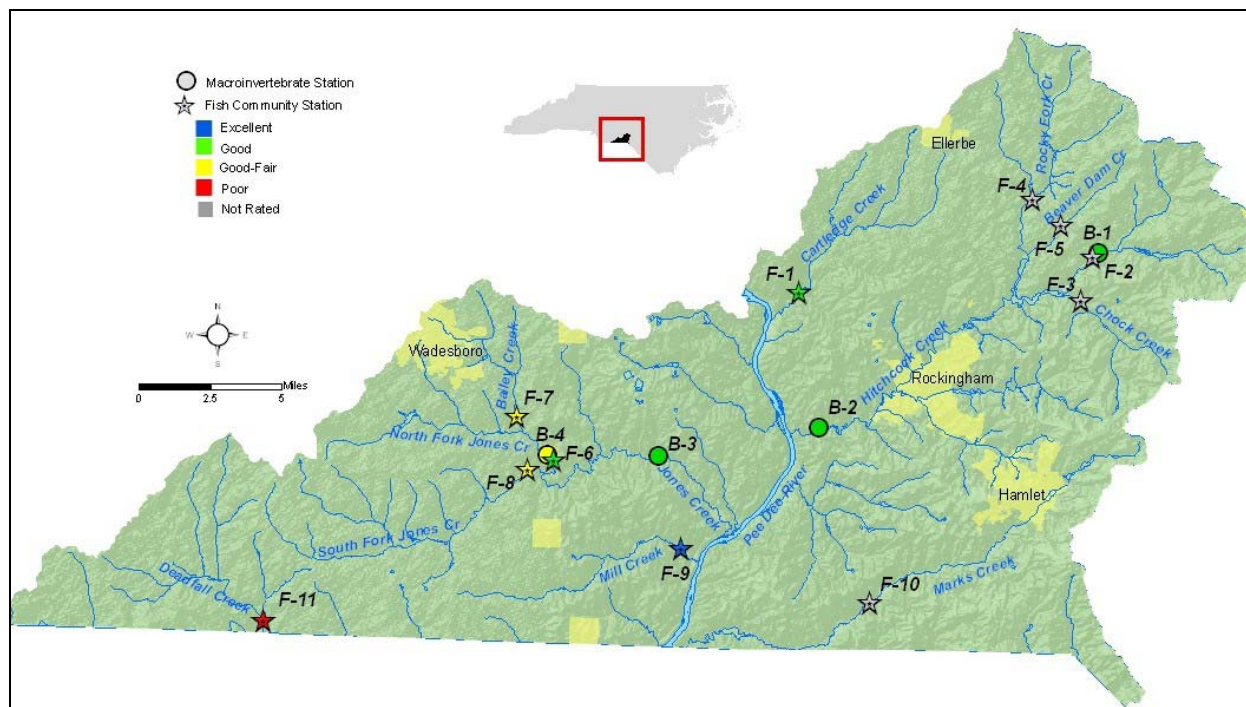 Macroinvertebrate Station
Fish Community Station
Excellent
Good
Good-Fair
Poor
Not Rated
N
W
E
S
0
2.5
5
Miles
Ellerbe
Rocky Fork Cr
F-4
Beaver Dam Cr
Cartledge Creek
F-5
B-1
F-2
F-1
F-3
Chock Creek
Hitchcock Creek
Wadesboro
Rockingham
Bailey Creek
F-7
B-2
North Fork Jones Cr
B-4
F-6
B-3
F-8
Jones Creek
Hamlet
Pee Dee River
South Fork Jones Cr
Mill Creek
F-9
Deadfall Creek
F-11
F-10
Marks Creek